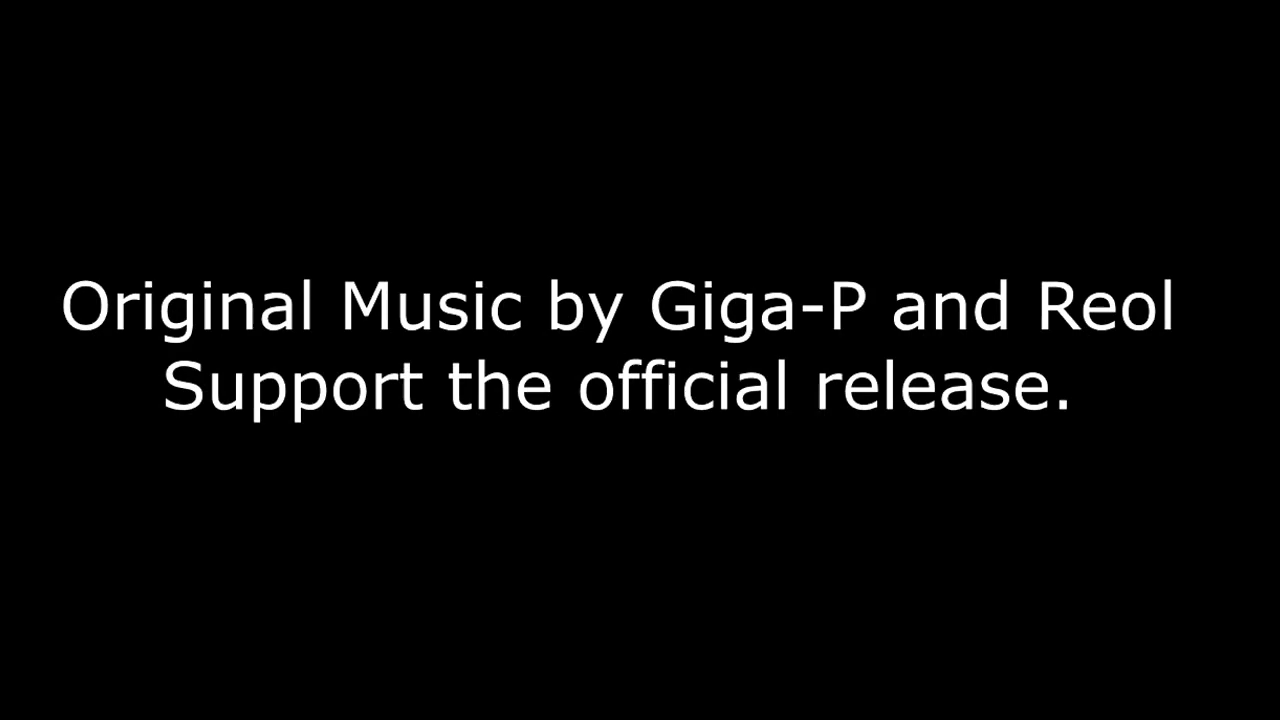 Original Music by Giga-P and Reol
Support the official release.